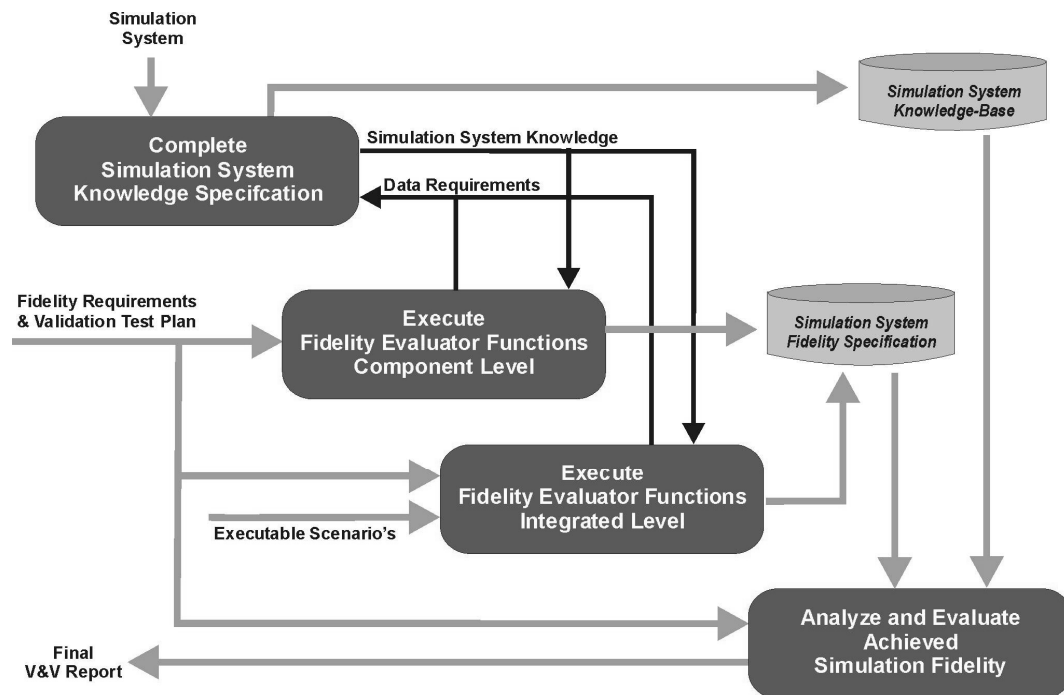 Simulation
System
Simulation System
Knowledge-Base
Complete
Simulation System
Knowledge Specifcation
Simulation System Knowledge
Data Requirements
Fidelity Requirements
& Validation Test Plan
Execute
Fidelity Evaluator Functions
Component Level
Simulation System
Fidelity Specification
Execute
Fidelity Evaluator Functions
Integrated Level
Executable Scenario's
Analyze and Evaluate
Achieved
Simulation Fidelity
Final
V&V Report